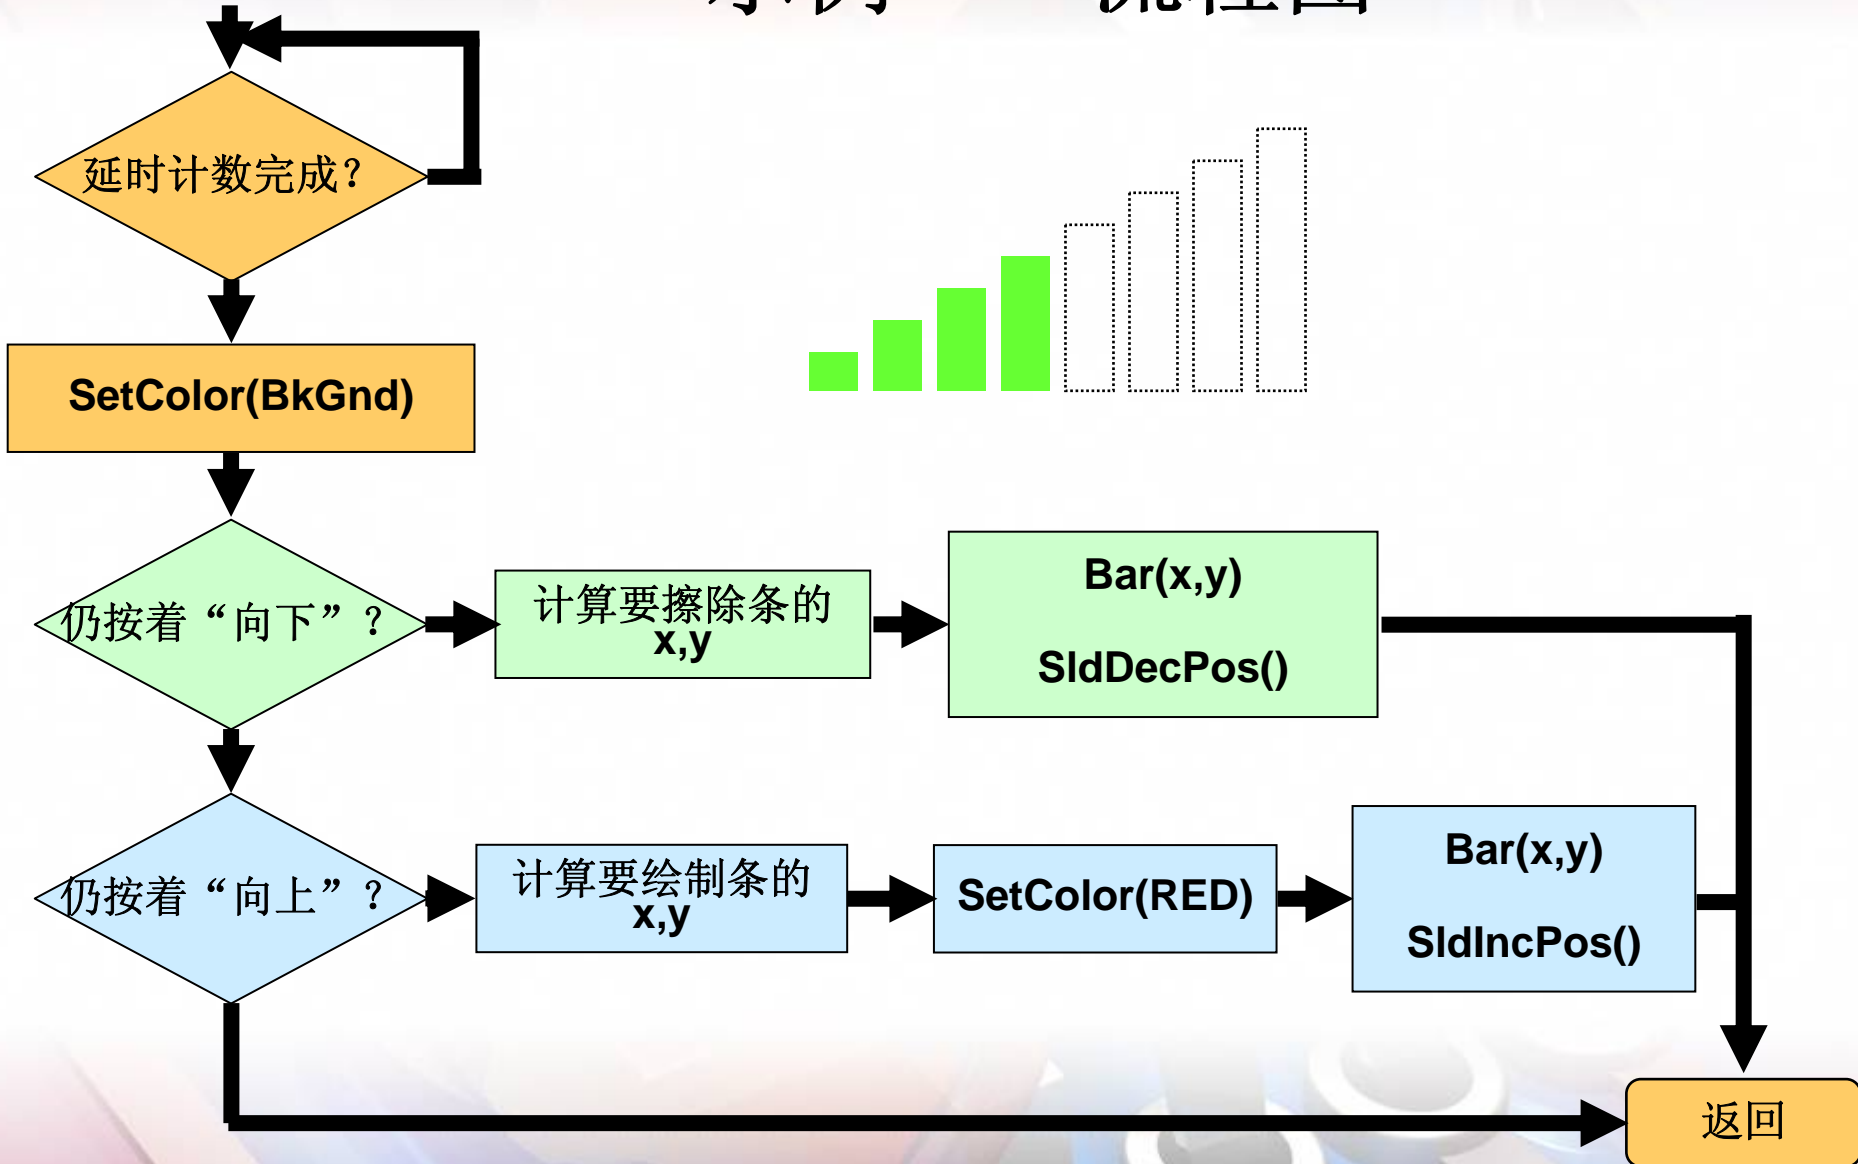 延时计数完成？
SetColor(BkGnd)
仍按着“向下”？
计算要擦除条的
x,y
Bar(x,y)
SldDecPos()
仍按着“向上”？
计算要绘制条的
x,y
SetColor(RED)
Bar(x,y)
SldIncPos()
返回